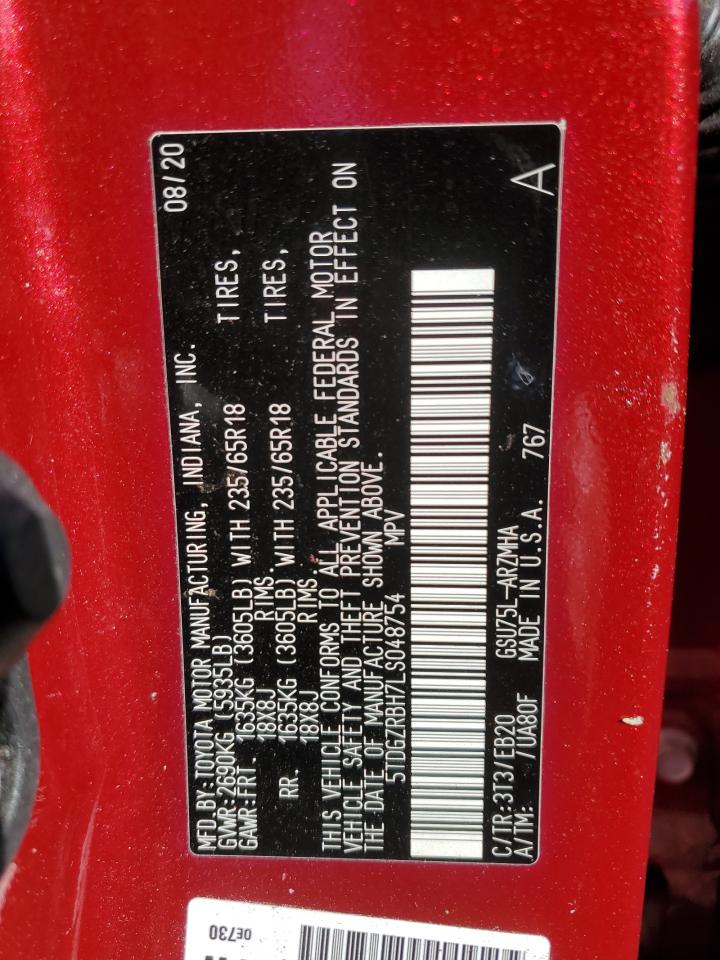 MFD.BY:TOYOTA MOTOR MANUFACTURING, INDIANA, INC. 08/20
GVWR:2690KG (5935LB)
GAWR:FRT. 1635KG (3605LB) WITH 235/65R18 TIRES,
18X8J RIMS.
RR. 1635KG (3605LB) WITH 235/65R18 TIRES,
18X8J RIMS.
THIS VEHICLE CONFORMS TO ALL APPLICABLE FEDERAL MOTOR
VEHICLE SAFETY AND THEFT PREVENTION STANDARDS IN EFFECT ON
THE DATE OF MANUFACTURE SHOWN ABOVE.
5TDGZRBH7LS048754 MPV
C/TR:3T3/EB20 GSU75L-ARZMHA
A/TM: /UA80F MADE IN U.S.A. 767 A
0E730